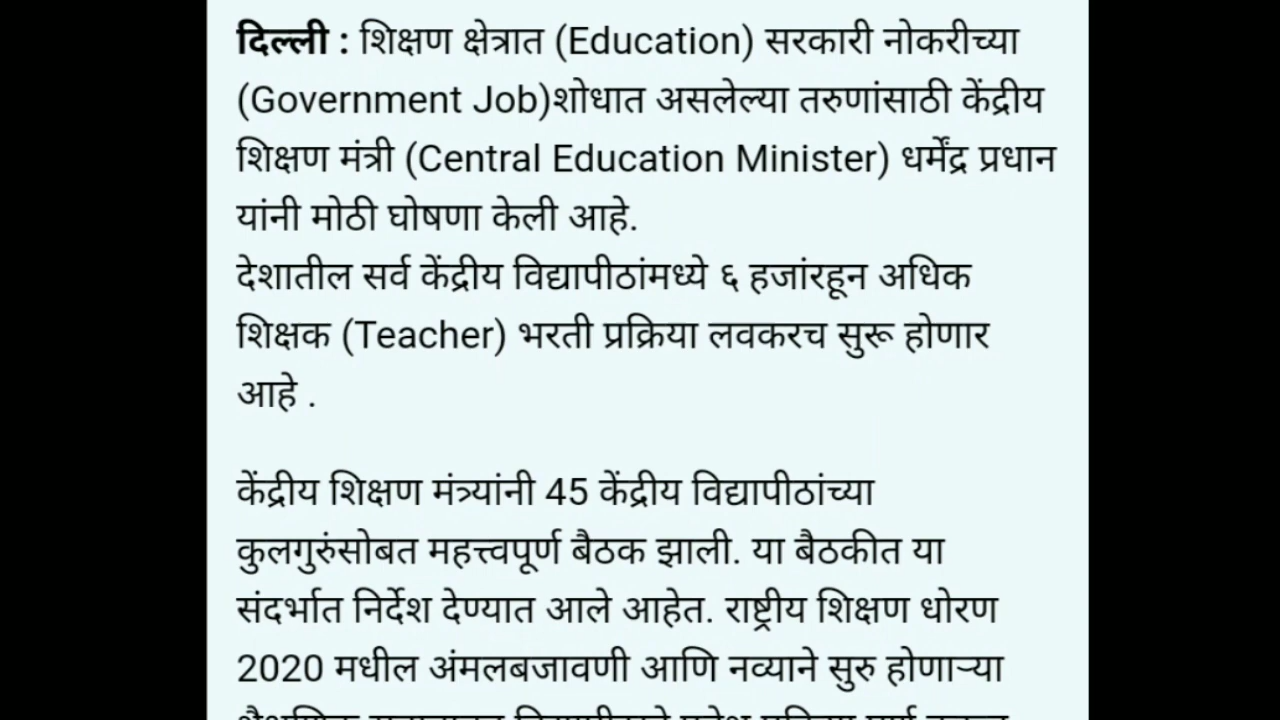 दिल्ली : शिक्षण क्षेत्रात (Education) सरकारी नोकरीच्या
(Government Job)शोधात असलेल्या तरुणांसाठी केंद्रीय
शिक्षण मंत्री (Central Education Minister) धर्मेंद्र प्रधान
यांनी मोठी घोषणा केली आहे.
देशातील सर्व केंद्रीय विद्यापीठांमध्ये ६ हजांरहून अधिक
शिक्षक (Teacher) भरती प्रक्रिया लवकरच सुरू होणार
आहे .
केंद्रीय शिक्षण मंत्र्यांनी 45 केंद्रीय विद्यापीठांच्या
कुलगुरुंसोबत महत्त्वपूर्ण बैठक झाली. या बैठकीत या
संदर्भात निर्देश देण्यात आले आहेत. राष्ट्रीय शिक्षण धोरण
2020 मधील अंमलबजावणी आणि नव्याने सुरु होणाऱ्या